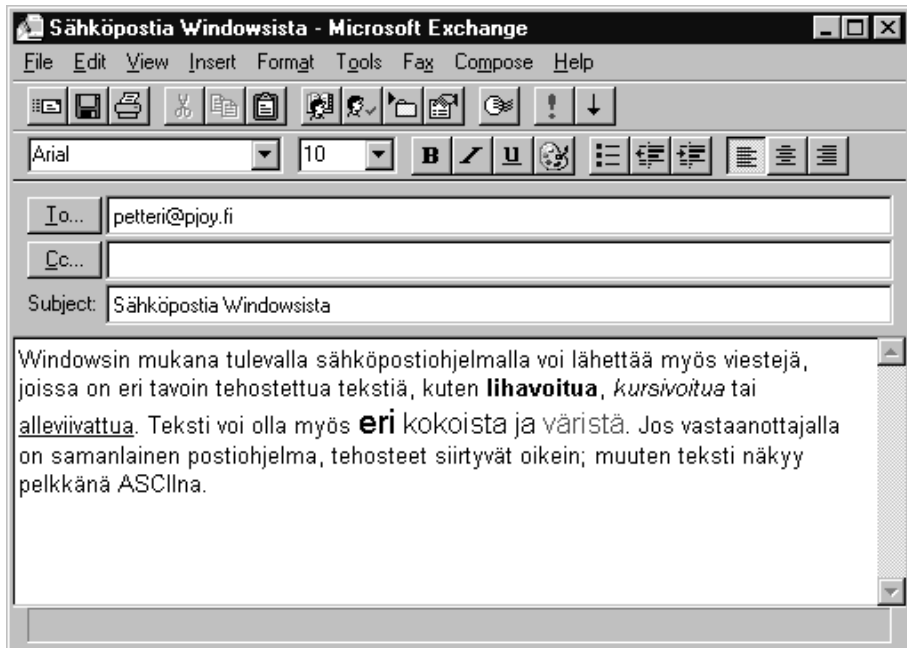 Sähköpostia Windowsista - Microsoft Exchange
File Edit View Insert Format Tools Fax Compose Help
Arial 10 B I U
To... petteri@pjoy.fi
Cc...
Subject: Sähköpostia Windowsista
Windowsin mukana tulevalla sähköpostiohjelmalla voi lähettää myös viestejä,
joissa on eri tavoin tehostettua tekstiä, kuten lihavoitua, kursivoitua tai
alleviivattua. Teksti voi olla myös eri kokoista ja väristä. Jos vastaanottajalla
on samanlainen postiohjelma, tehosteet siirtyvät oikein; muuten teksti näkyy
pelkkänä ASCIIna.